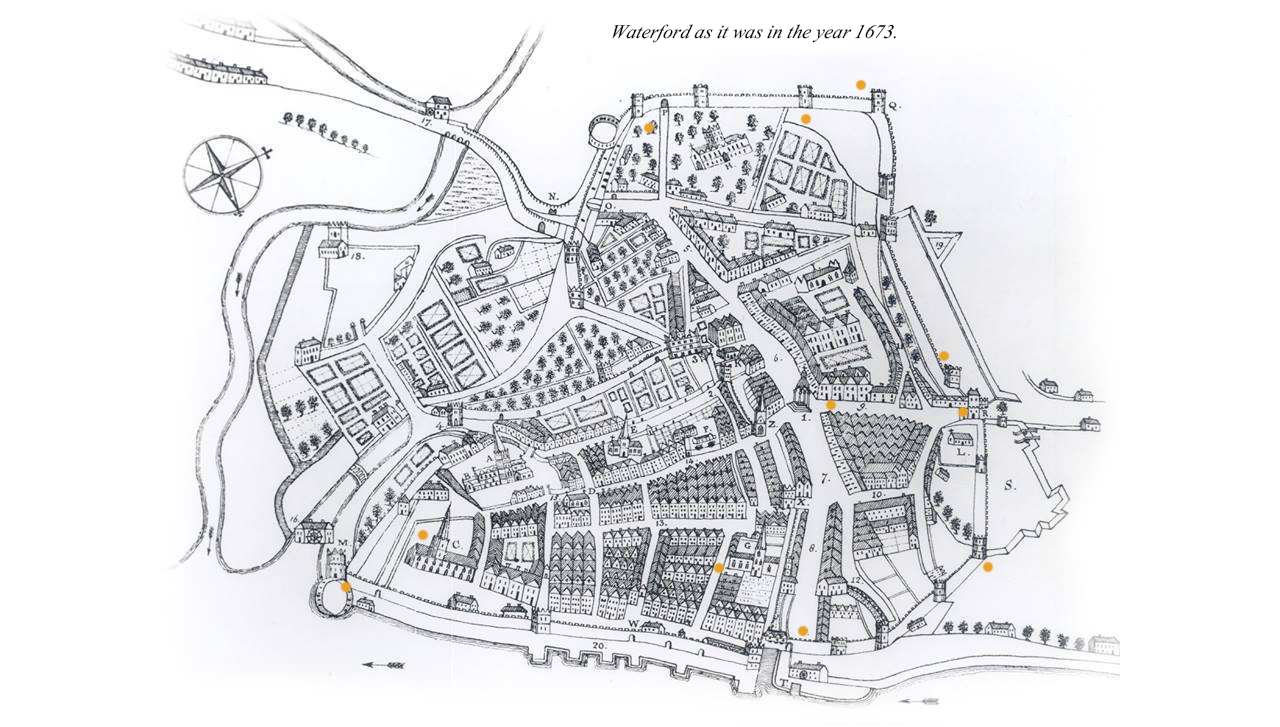 Waterford as it was in the year 1673.
Q.
17.
H.
N.
O.
5.
19.
18.
3.
K
6.
2
9.
1.
R.
4.
Z
E
P.
L.
A
B
14
7.
S.
D
X
10.
13.
16
C.
G
8.
M
12
W
20.
T